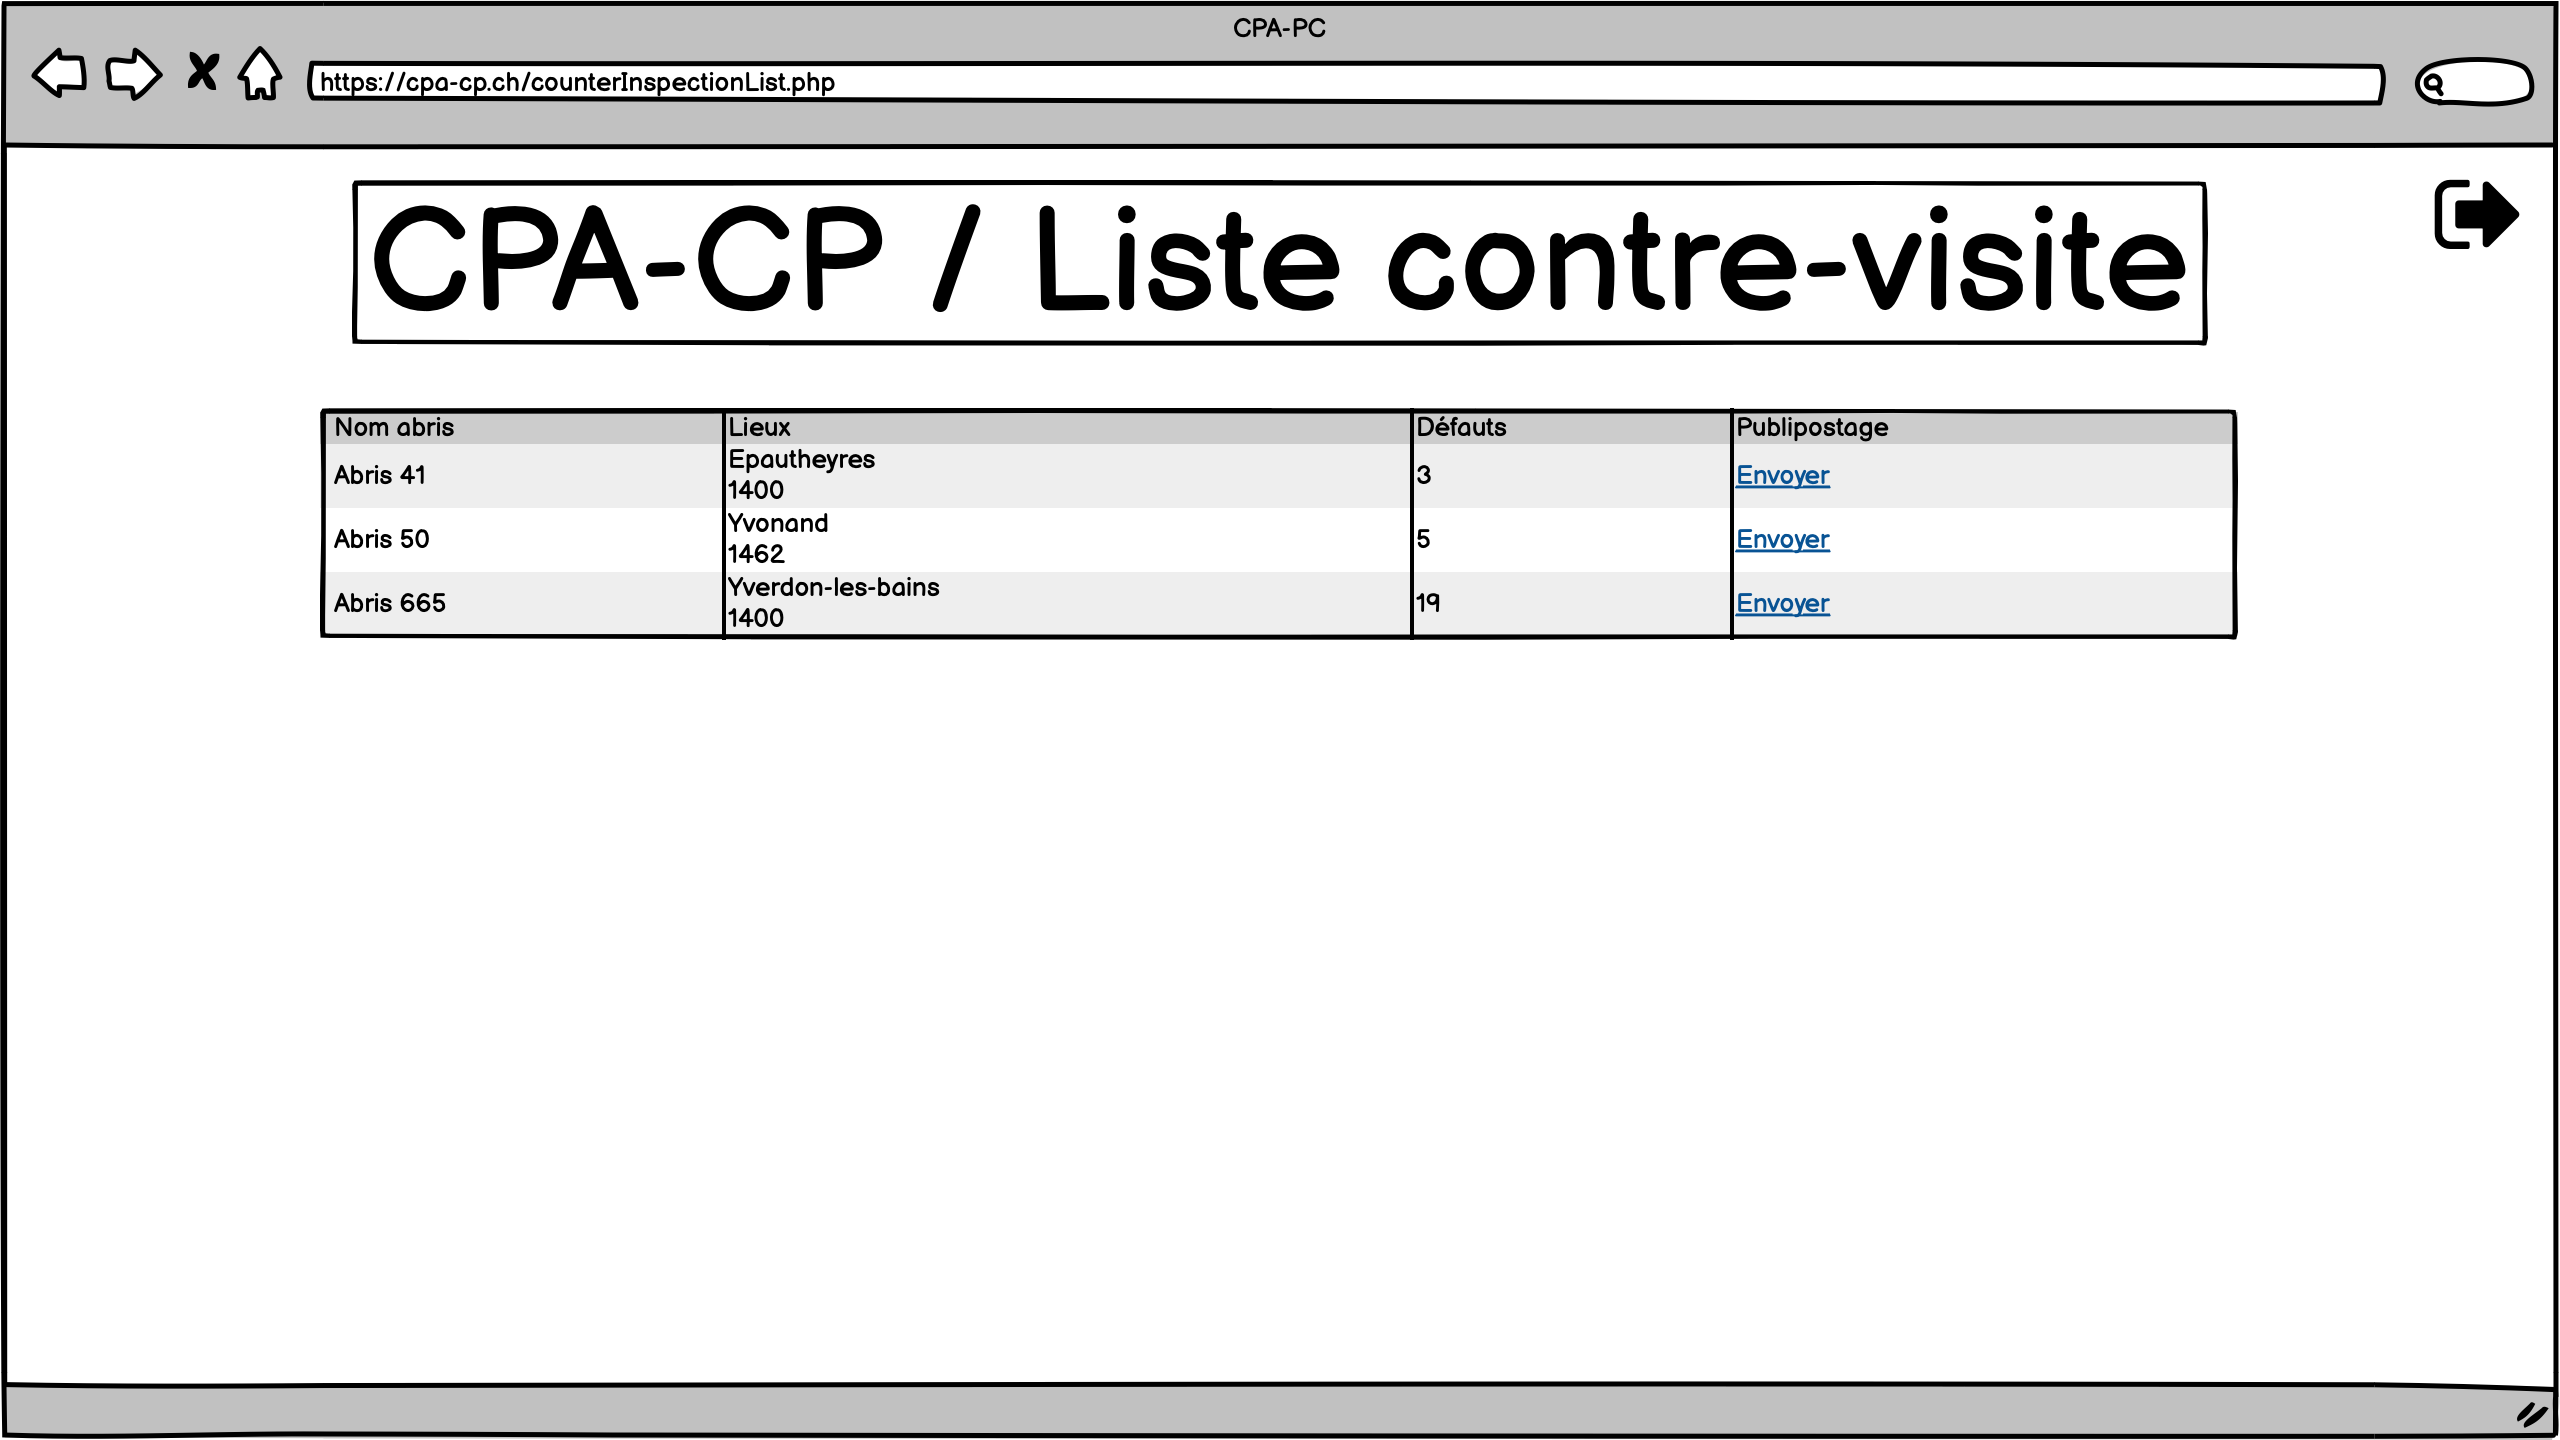 CPA-PC
https://cpa-cp.ch/counterInspectionList.php
CPA-CP / Liste contre-visite
Nom abris Lieux Défauts Publipostage
Abris 41 Epautheyres 3 Envoyer
1400
Abris 50 Yvonand 5 Envoyer
1462
Abris 665 Yverdon-les-bains 19 Envoyer
1400